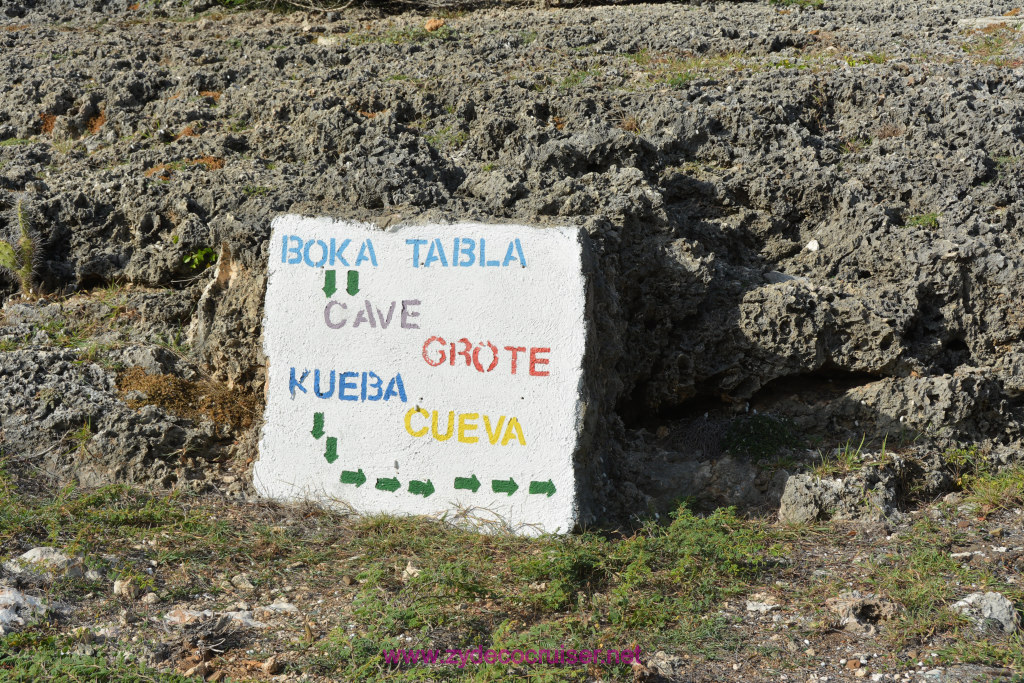 BOKA TABLA
CAVE
GROTE
KUEBA
CUEVA
www.zydecocruiser.net